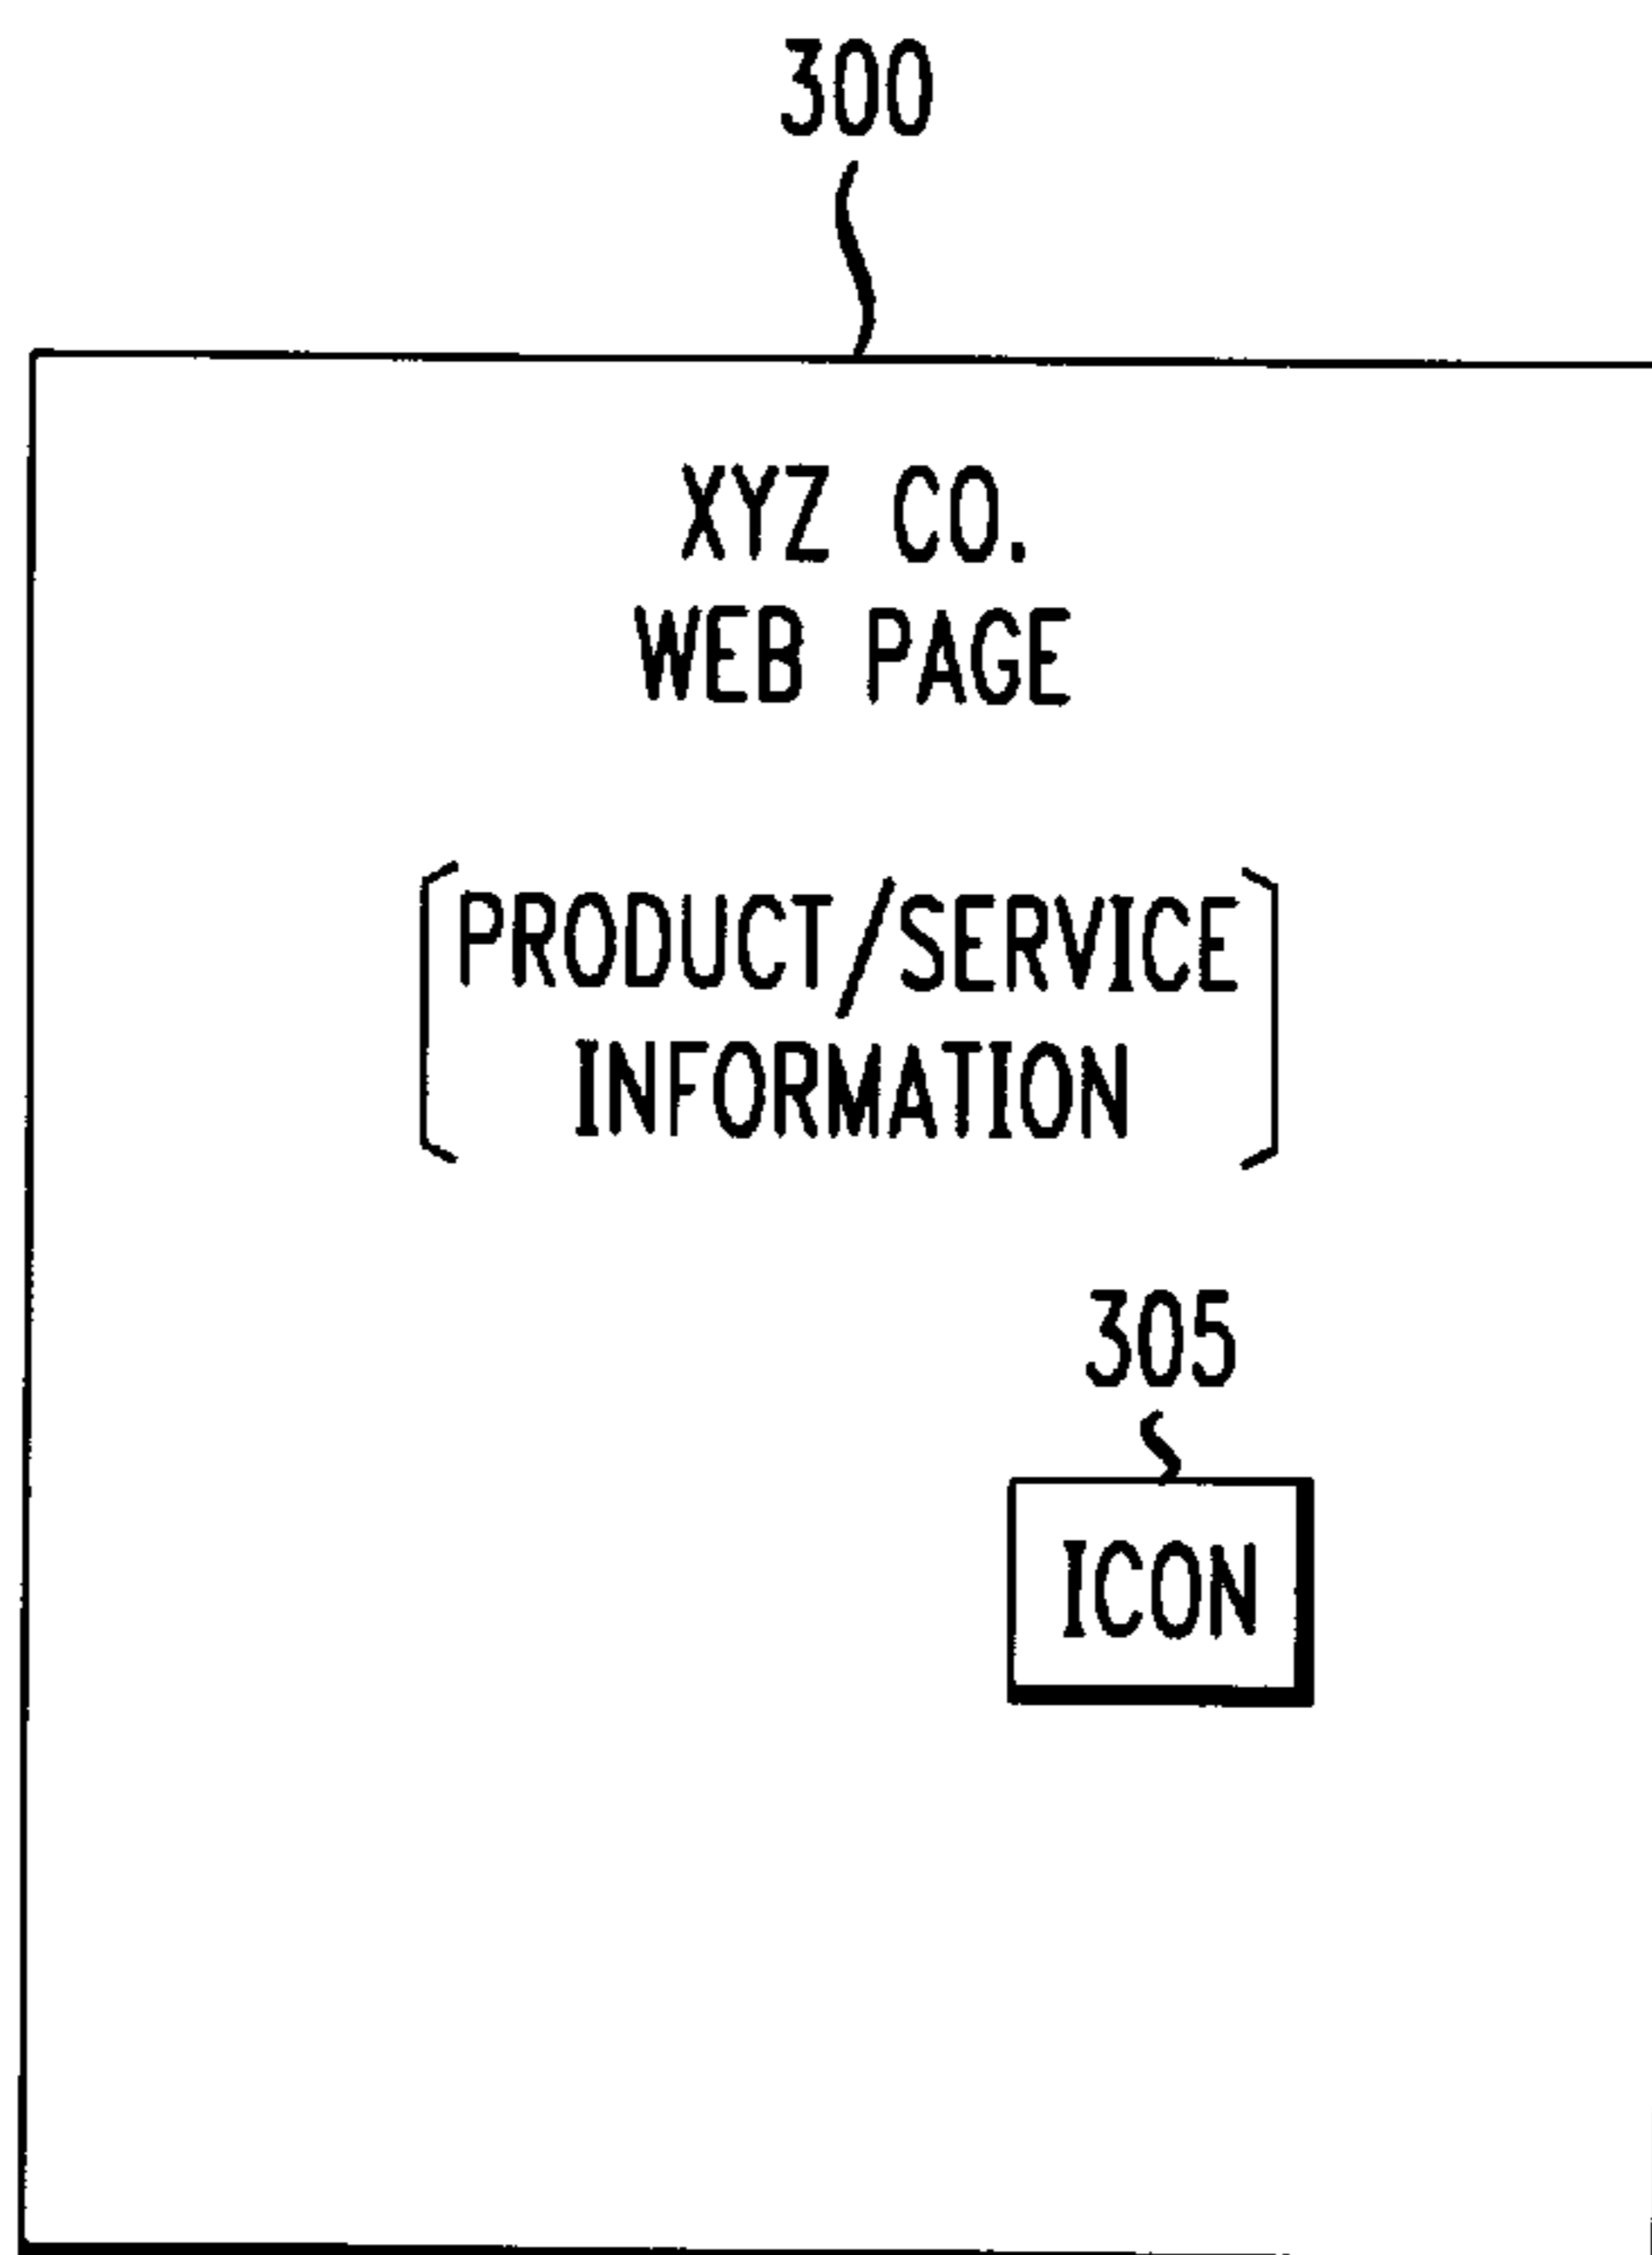 300
XYZ CO.
WEB PAGE
PRODUCT/SERVICE
INFORMATION
305
ICON